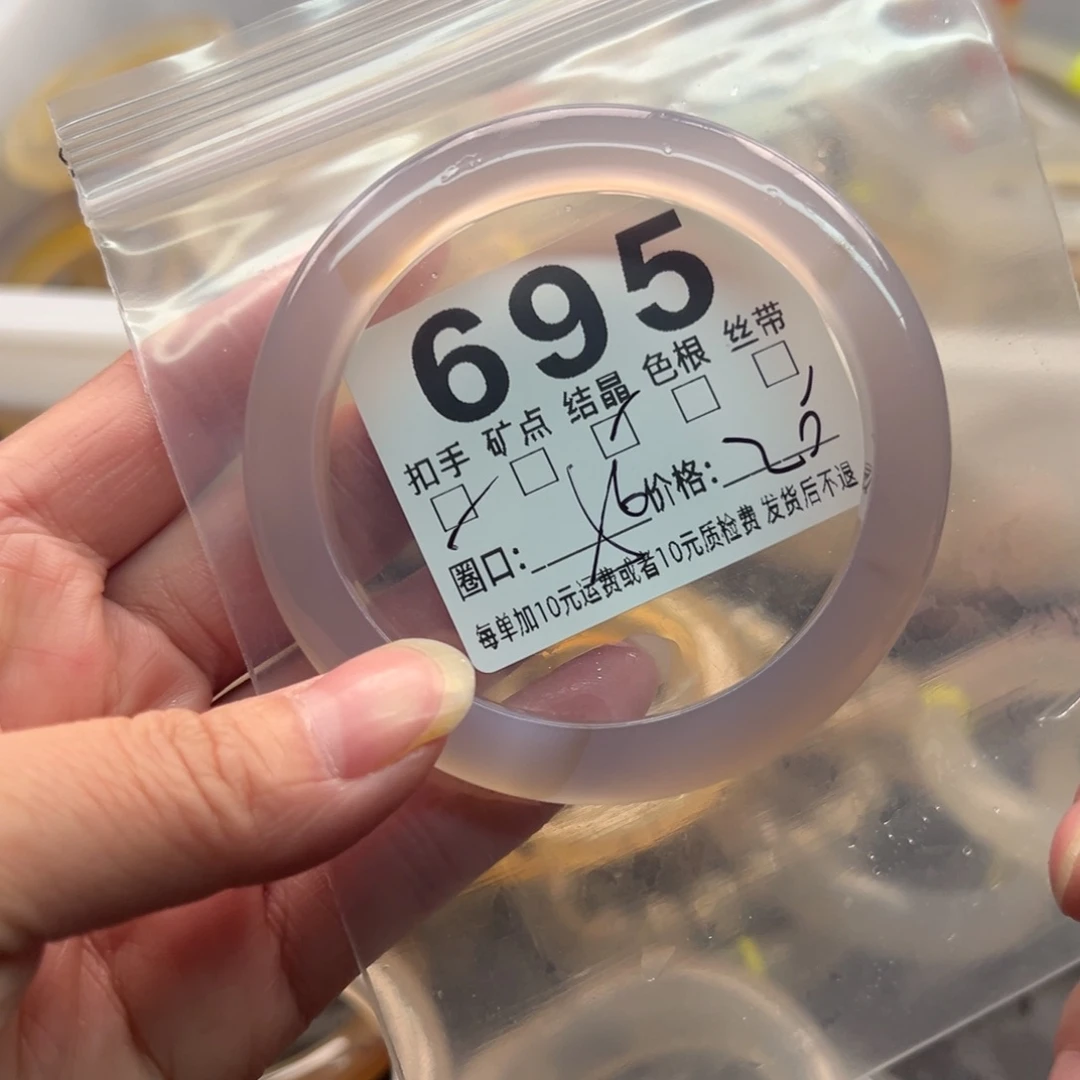 695
扣手 矿点 结晶 色根 丝带
圈口: 价格:
每单加10元运费或者10元质检费 发货后不退